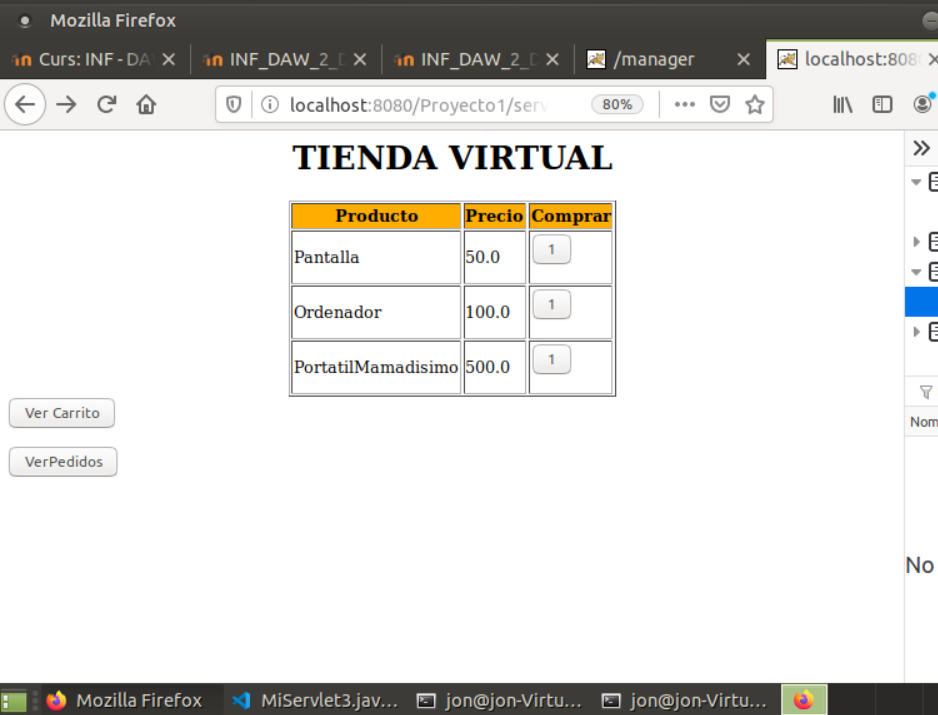 Mozilla Firefox
Curs: INF - DA
INF_DAW_2_D
INF_DAW_2_D
/manager
localhost:808
localhost:8080/Proyecto1/serv
80%
TIENDA VIRTUAL
Producto Precio Comprar
Pantalla 50.0 1
Ordenador 100.0 1
PortatilMamadisimo 500.0 1
Ver Carrito
VerPedidos
Nom
No
Mozilla Firefox
MiServlet3.jav...
jon@jon-Virtu...
jon@jon-Virtu...